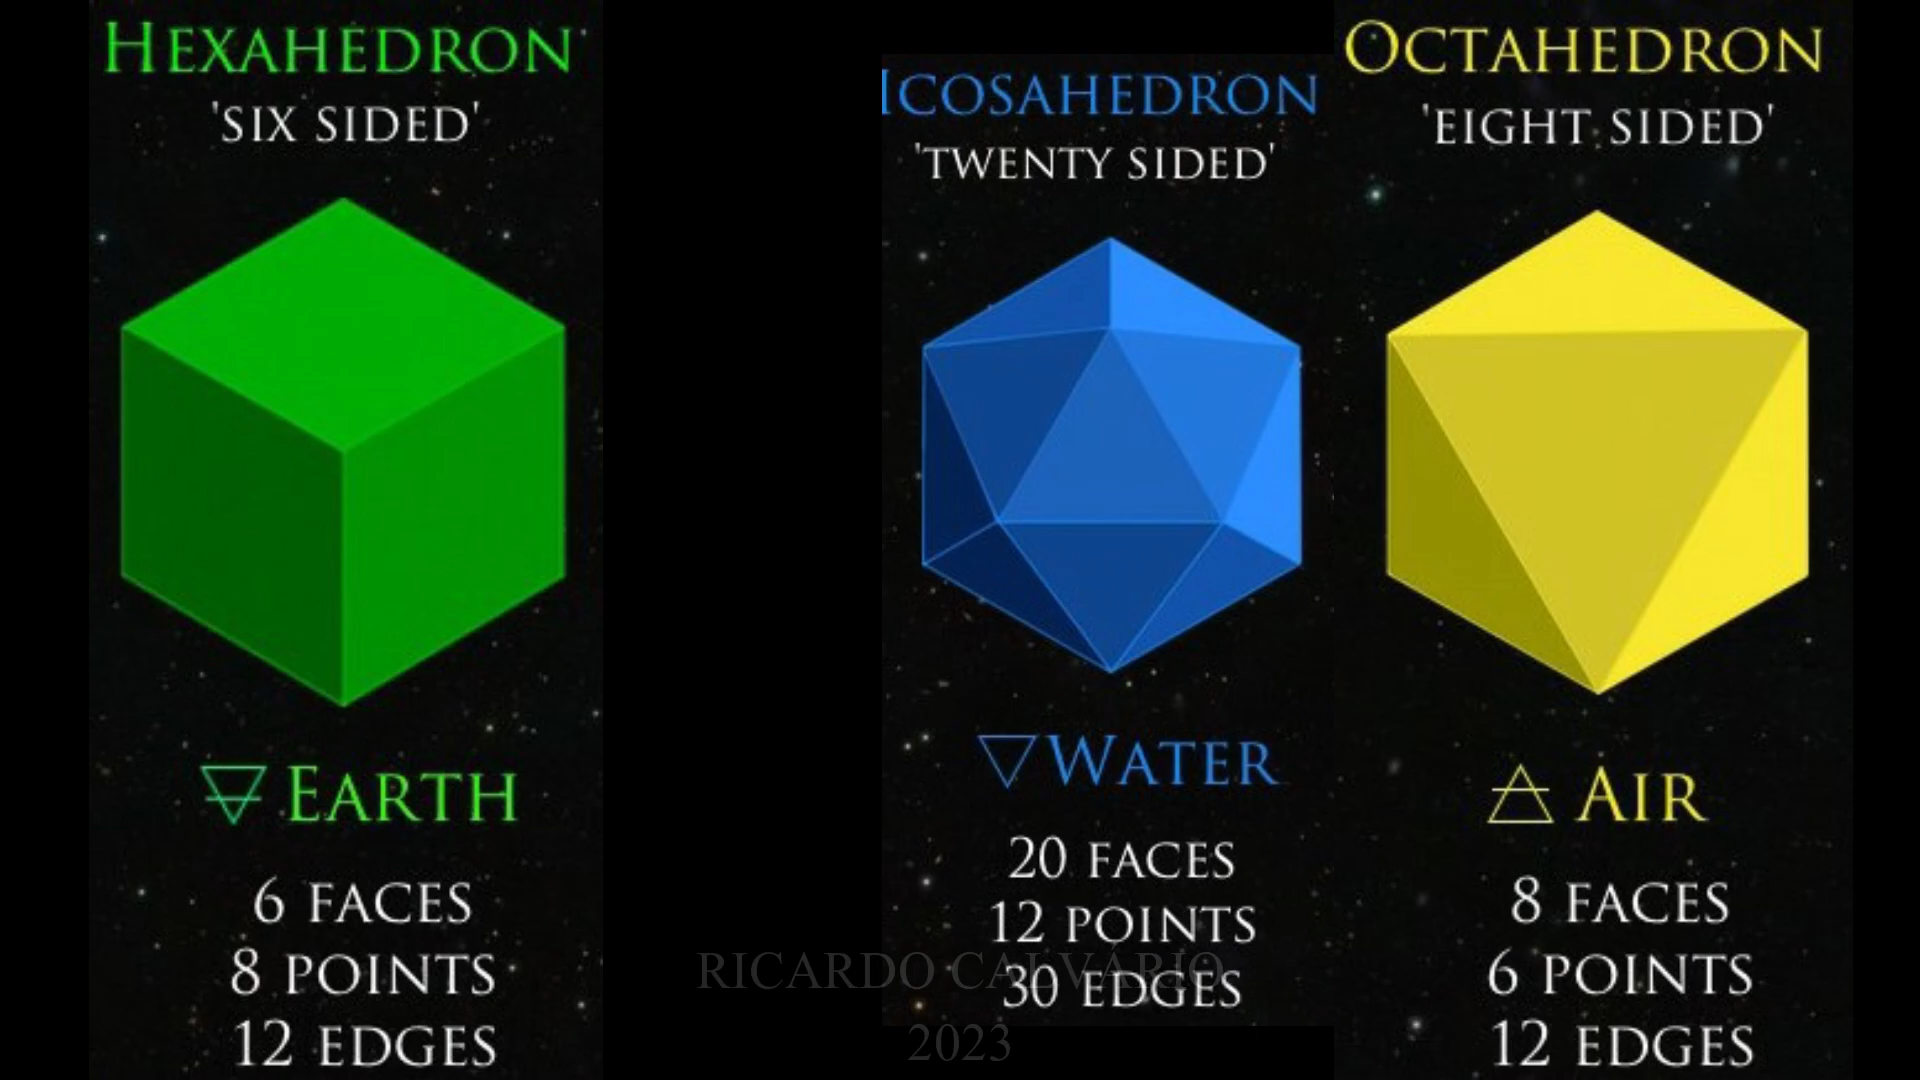 HEXAHEDRON
'SIX SIDED'
EARTH
6 FACES
8 POINTS
12 EDGES
ICOSAHEDRON
'TWENTY SIDED'
WATER
20 FACES
12 POINTS
30 EDGES
OCTAHEDRON
'EIGHT SIDED'
AIR
8 FACES
6 POINTS
12 EDGES
RICARDO CALVARIO
2023